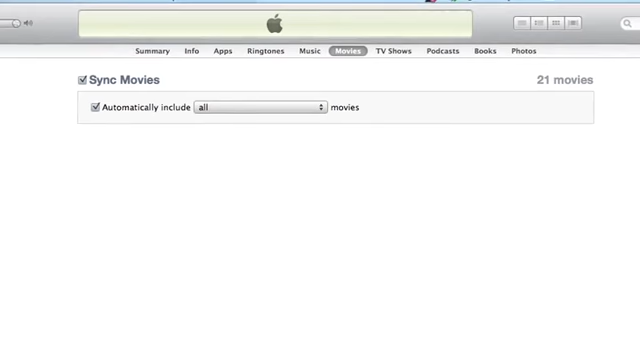 Summary Info Apps Ringtones Music Movies TV Shows Podcasts Books Photos
Sync Movies 21 movies
Automatically include all movies